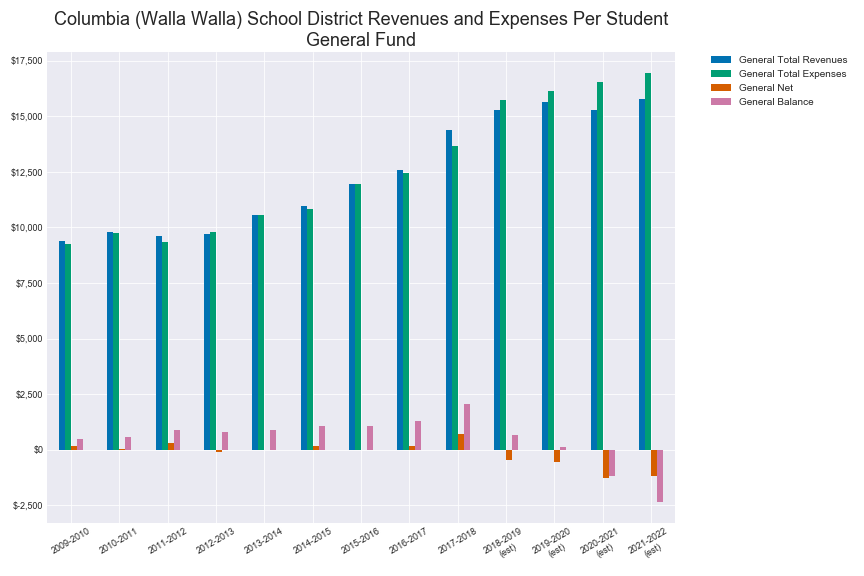 Columbia (Walla Walla) School District Revenues and Expenses Per Student
General Fund
General Total Revenues
General Total Expenses
General Net
General Balance
$17,500
$15,000
$12,500
$10,000
$7,500
$5,000
$2,500
$0
$-2,500
2009-2010
2010-2011
2011-2012
2012-2013
2013-2014
2014-2015
2015-2016
2016-2017
2017-2018
2018-2019
(est)
2019-2020
(est)
2020-2021
(est)
2021-2022
(est)